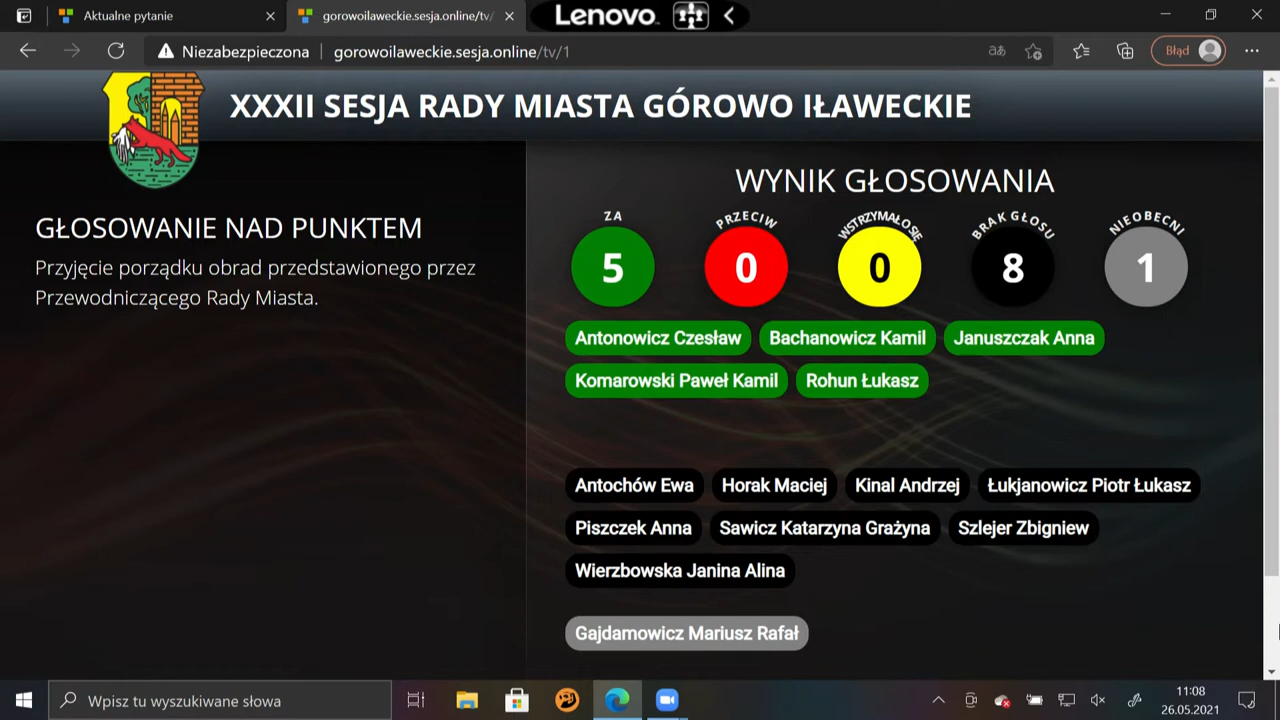 Aktualne pytanie
gorowoilaweckie.sesja.online/tv/
Lenovo
Niezabezpieczona
gorowoilaweckie.sesja.online/tv/1
Błąd
XXXII SESJA RADY MIASTA GÓROWO IŁAWECKIE
GŁOSOWANIE NAD PUNKTEM
Przyjęcie porządku obrad przedstawionego przez
Przewodniczącego Rady Miasta.
WYNIK GŁOSOWANIA
ZA PRZECIW WSTRZYMAŁO SIĘ BRAK GŁOSU NIEOBECNI
5 0 0 8 1
Antonowicz Czesław Bachanowicz Kamil Januszczak Anna
Komarowski Paweł Kamil Rohun Łukasz
Antochów Ewa Horak Maciej Kinal Andrzej Łukjanowicz Piotr Łukasz
Piszczek Anna Sawicz Katarzyna Grażyna Szlejer Zbigniew
Wierzbowska Janina Alina
Gajdamowicz Mariusz Rafał
Wpisz tu wyszukiwane słowa
11:08
26.05.2021